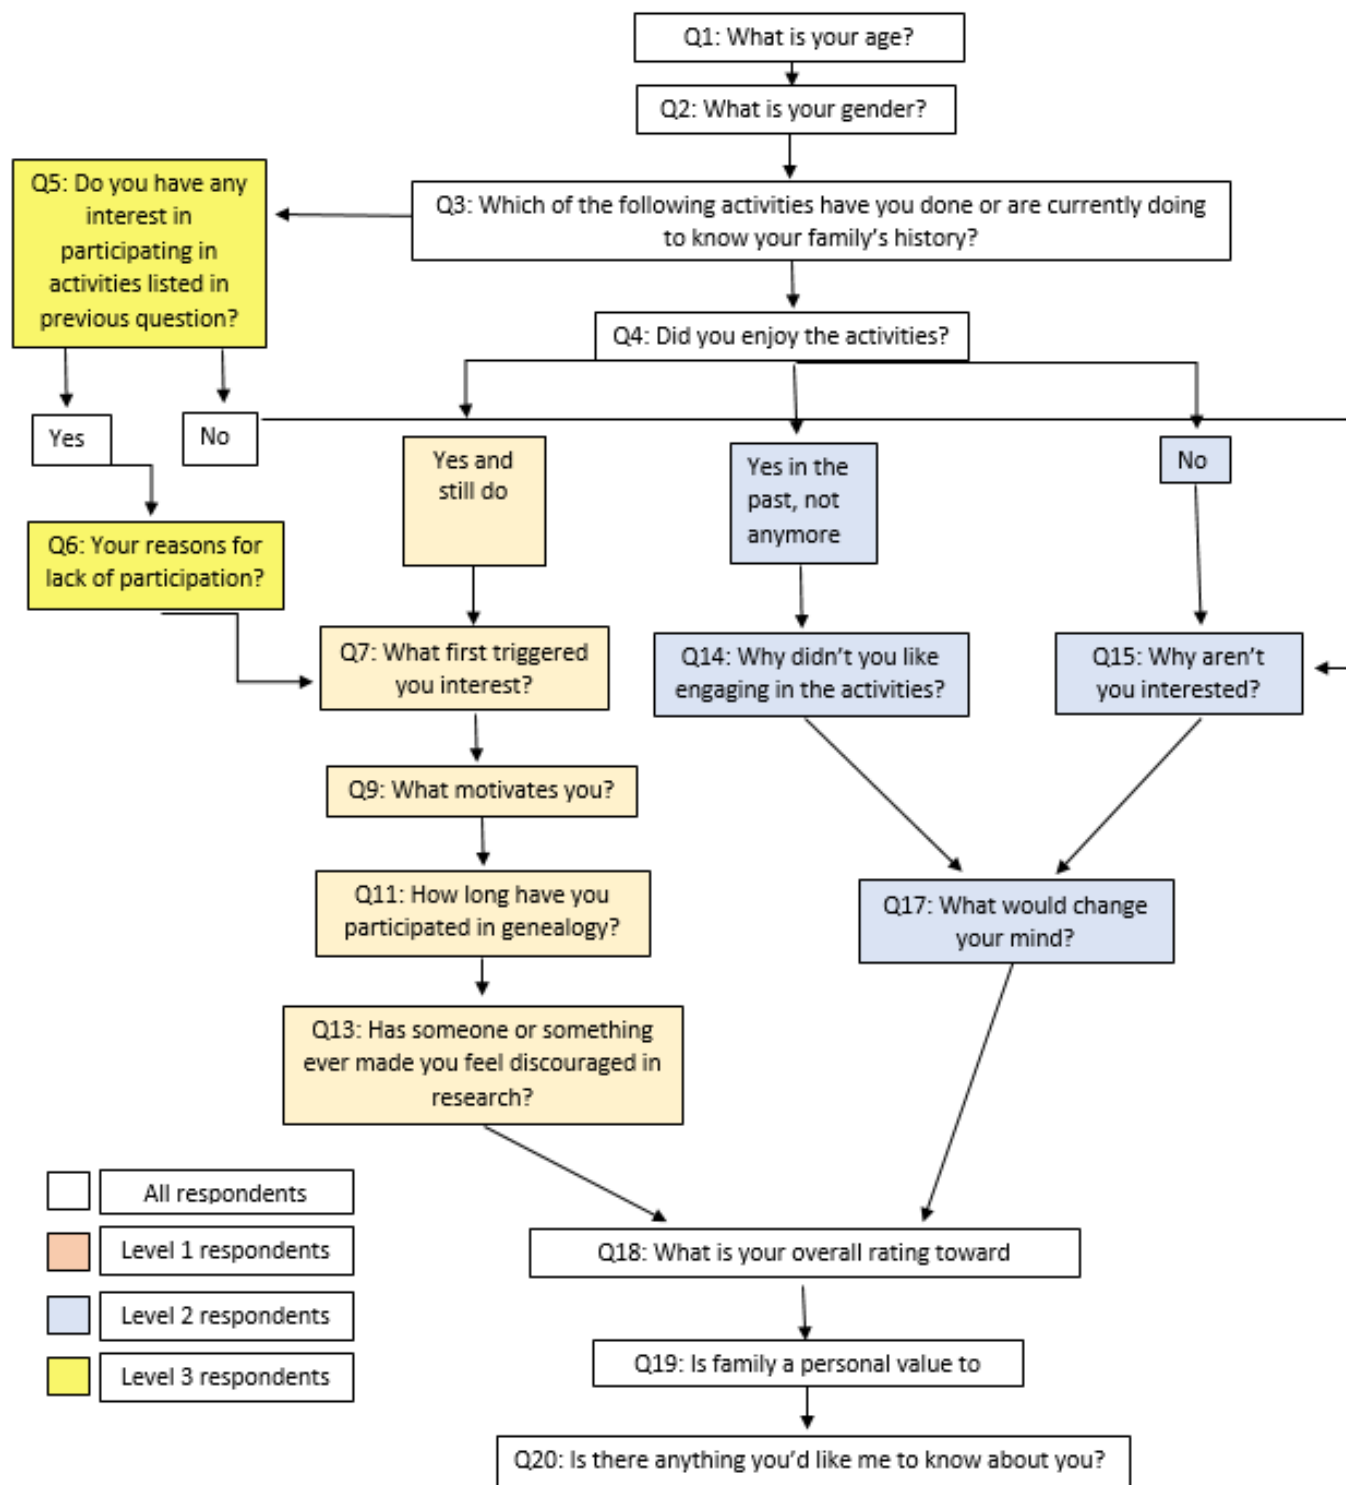 Q1: What is your age?
Q2: What is your gender?
Q3: Which of the following activities have you done or are currently doing
to know your family's history?
Q5: Do you have any
interest in
participating in
activities listed in
previous question?
Q4: Did you enjoy the activities?
Yes
No
Yes and
still do
Yes in the
past, not
anymore
No
Q6: Your reasons for
lack of participation?
Q7: What first triggered
you interest?
Q14: Why didn't you like
engaging in the activities?
Q15: Why aren't
you interested?
Q9: What motivates you?
Q11: How long have you
participated in genealogy?
Q17: What would change
your mind?
Q13: Has someone or something
ever made you feel discouraged in
research?
All respondents
Level 1 respondents
Level 2 respondents
Level 3 respondents
Q18: What is your overall rating toward
Q19: Is family a personal value to
Q20: Is there anything you'd like me to know about you?